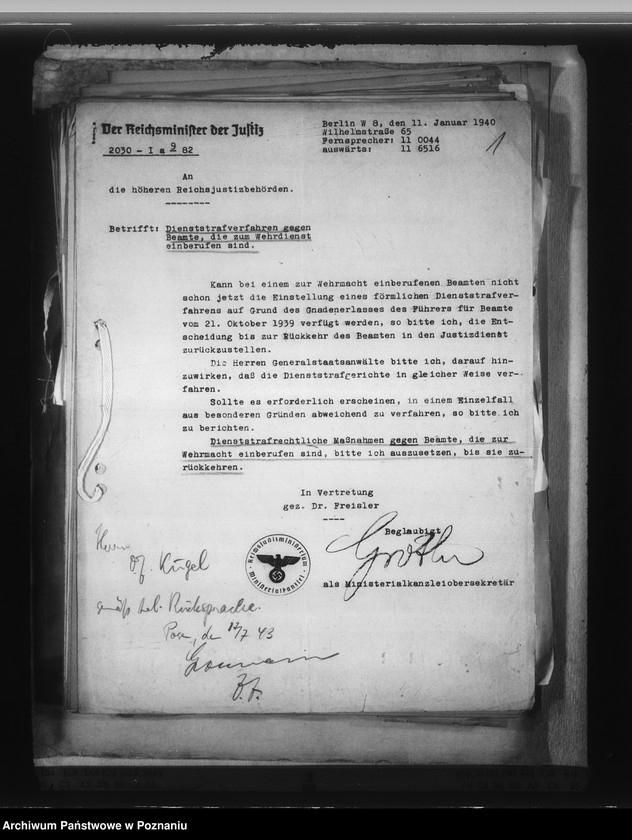 Der Reichsminister der Justiz
2030 - I a 9 82
Berlin W 8, den 11. Januar 1940
Wilhelmstraße 65
Fernsprecher: 11 0044
auswärts: 11 6516
1
An
die höheren Reichsjustizbehörden.
Betrifft: Dienststrafverfahren gegen
Beamte, die zum Wehrdienst
einberufen sind.
Kann bei einem zur Wehrmacht einberufenen Beamten nicht
schon jetzt die Einstellung eines förmlichen Dienststrafver-
fahrens auf Grund des Gnadenerlasses des Führers für Beamte
vom 21. Oktober 1939 verfügt werden, so bitte ich, die Ent-
scheidung bis zur Rückkehr des Beamten in den Justizdienst
zurückzustellen.
Die Herren Generalstaatsanwälte bitte ich, darauf hin-
zuwirken, daß die Dienststrafgerichte in gleicher Weise ver-
fahren.
Sollte es erforderlich erscheinen, in einem Einzelfall
aus besonderen Gründen abweichend zu verfahren, so bitte ich
zu berichten.
Dienststrafrechtliche Maßnahmen gegen Beamte, die zur
Wehrmacht einberufen sind, bitte ich auszusetzen, bis sie zu-
rückkehren.
In Vertretung
gez. Dr. Freisler
Beglaubigt
als Ministerialkanzleiobersekretär
Reichsjustizministerium
Ministerialkanzlei
Herrn
Kügel
tel. Rücksprache.
Posen, den 17/7 43
Archiwum Państwowe w Poznaniu